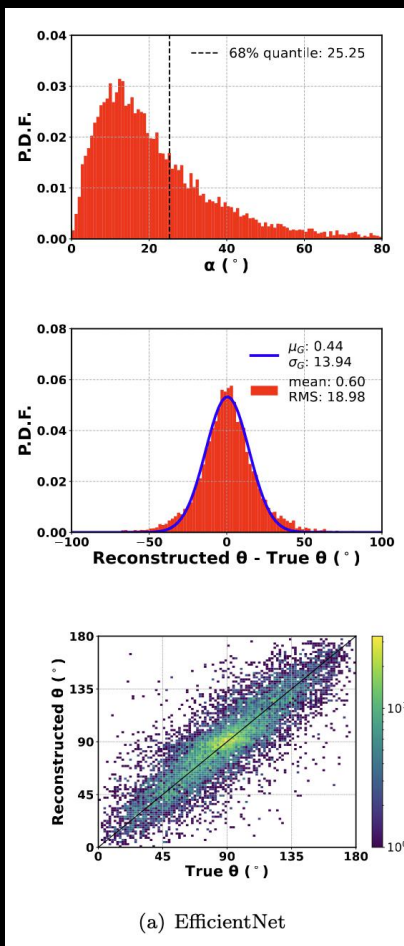 0.04
0.03
0.02
0.01
0.00
P.D.F.
68% quantile: 25.25
0 20 40 60 80
α (°)
0.08
0.06
0.04
0.02
0.00
P.D.F.
μG: 0.44
σG: 13.94
mean: 0.60
RMS: 18.98
−100 −50 0 50 100
Reconstructed θ - True θ (°)
180
135
90
45
0
Reconstructed θ (°)
0 45 90 135 180
True θ (°)
10⁰
(a) EfficientNet